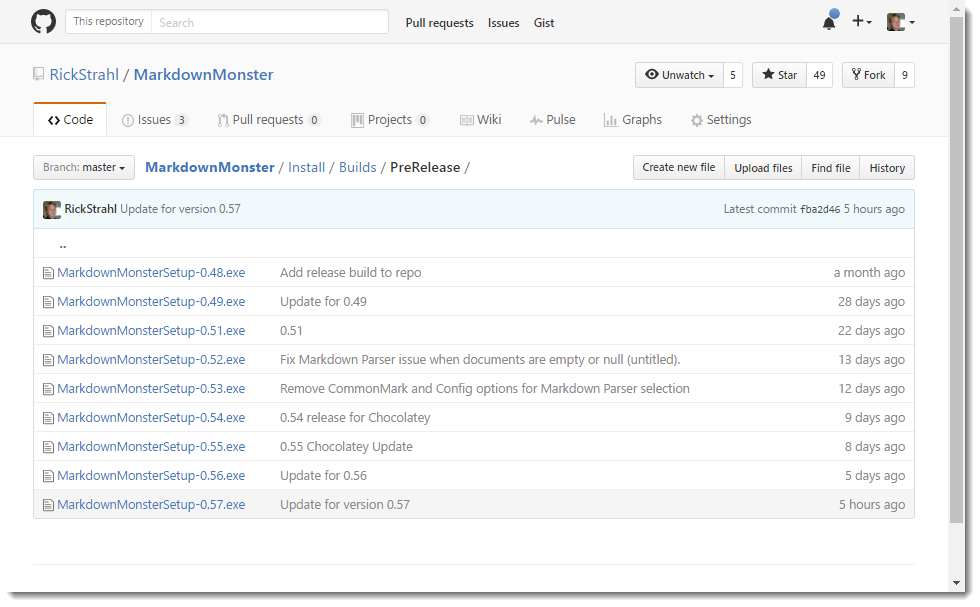 This repository Search Pull requests Issues Gist
RickStrahl / MarkdownMonster Unwatch 5 Star 49 Fork 9
Code Issues 3 Pull requests 0 Projects 0 Wiki Pulse Graphs Settings
Branch: master MarkdownMonster / Install / Builds / PreRelease / Create new file Upload files Find file History
RickStrahl Update for version 0.57 Latest commit fba2d46 5 hours ago
..
MarkdownMonsterSetup-0.48.exe Add release build to repo a month ago
MarkdownMonsterSetup-0.49.exe Update for 0.49 28 days ago
MarkdownMonsterSetup-0.51.exe 0.51 22 days ago
MarkdownMonsterSetup-0.52.exe Fix Markdown Parser issue when documents are empty or null (untitled). 13 days ago
MarkdownMonsterSetup-0.53.exe Remove CommonMark and Config options for Markdown Parser selection 12 days ago
MarkdownMonsterSetup-0.54.exe 0.54 release for Chocolatey 9 days ago
MarkdownMonsterSetup-0.55.exe 0.55 Chocolatey Update 8 days ago
MarkdownMonsterSetup-0.56.exe Update for 0.56 5 days ago
MarkdownMonsterSetup-0.57.exe Update for version 0.57 5 hours ago